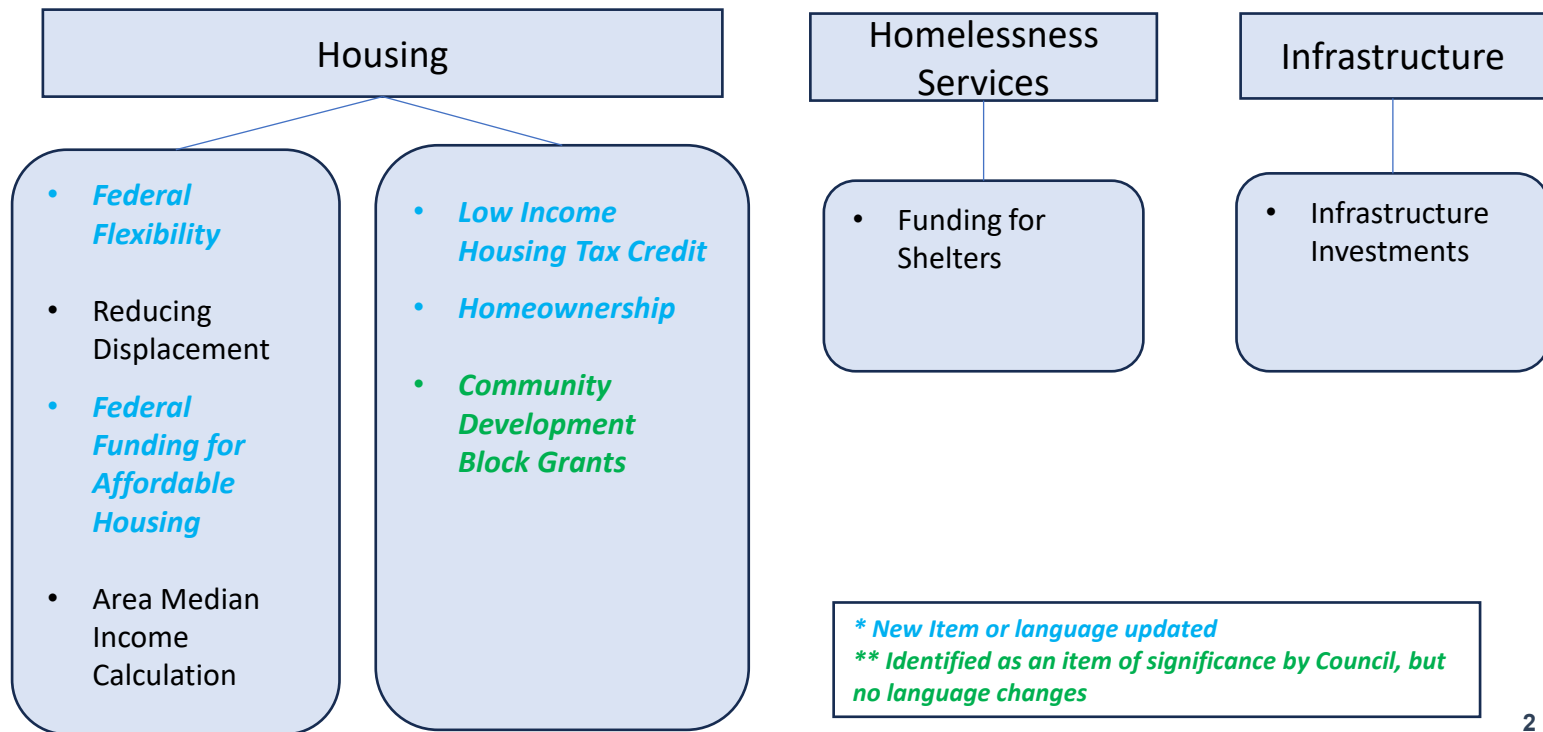 Housing
Homelessness
Services
Infrastructure
• Federal
Flexibility
• Reducing
Displacement
• Federal
Funding for
Affordable
Housing
• Area Median
Income
Calculation
• Low Income
Housing Tax Credit
• Homeownership
• Community
Development
Block Grants
• Funding for
Shelters
• Infrastructure
Investments
* New Item or language updated
** Identified as an item of significance by Council, but
no language changes
2